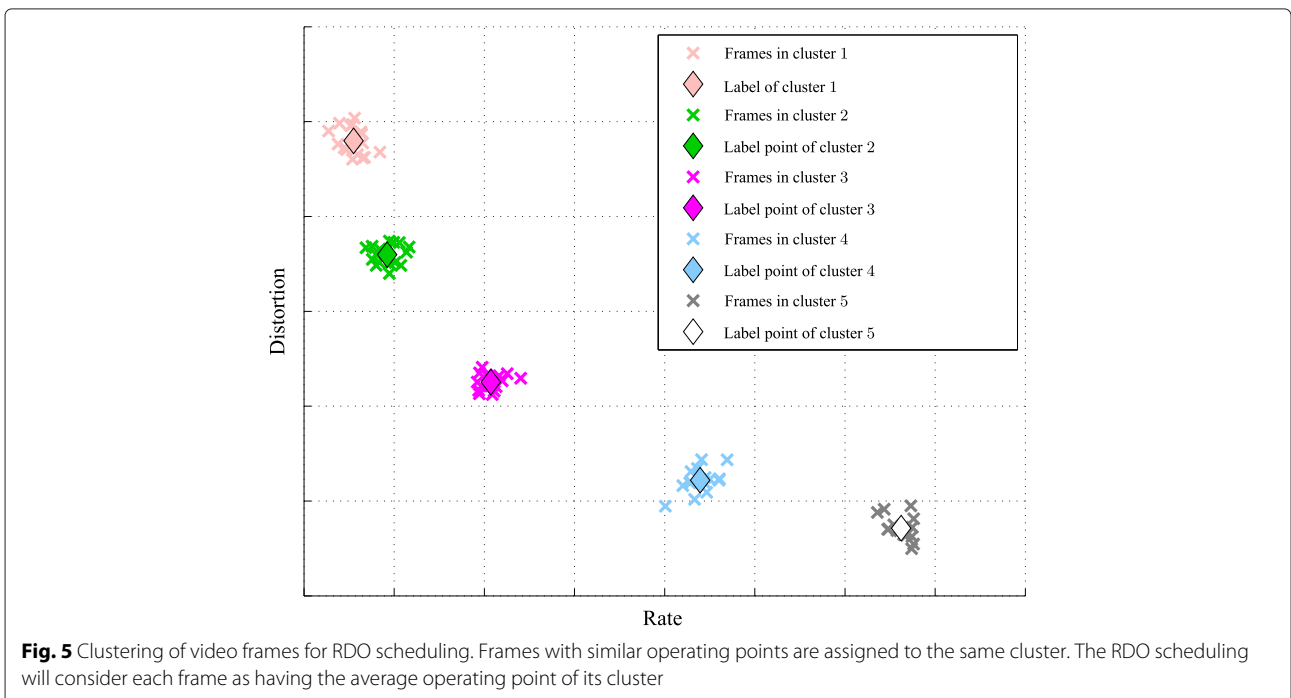 Frames in cluster 1
Label of cluster 1
Frames in cluster 2
Label point of cluster 2
Frames in cluster 3
Label point of cluster 3
Frames in cluster 4
Label point of cluster 4
Frames in cluster 5
Label point of cluster 5
Distortion
Rate
Fig. 5 Clustering of video frames for RDO scheduling. Frames with similar operating points are assigned to the same cluster. The RDO scheduling
will consider each frame as having the average operating point of its cluster